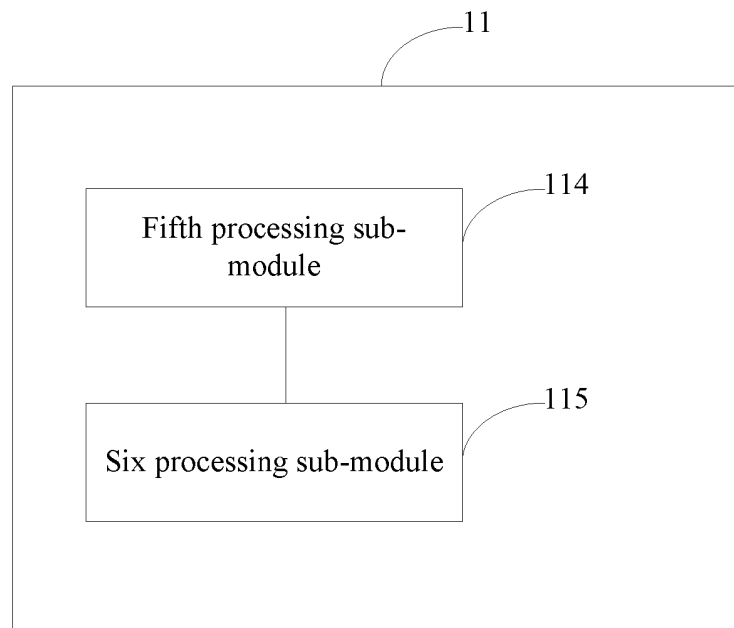 11
114
Fifth processing sub-
module
115
Six processing sub-module